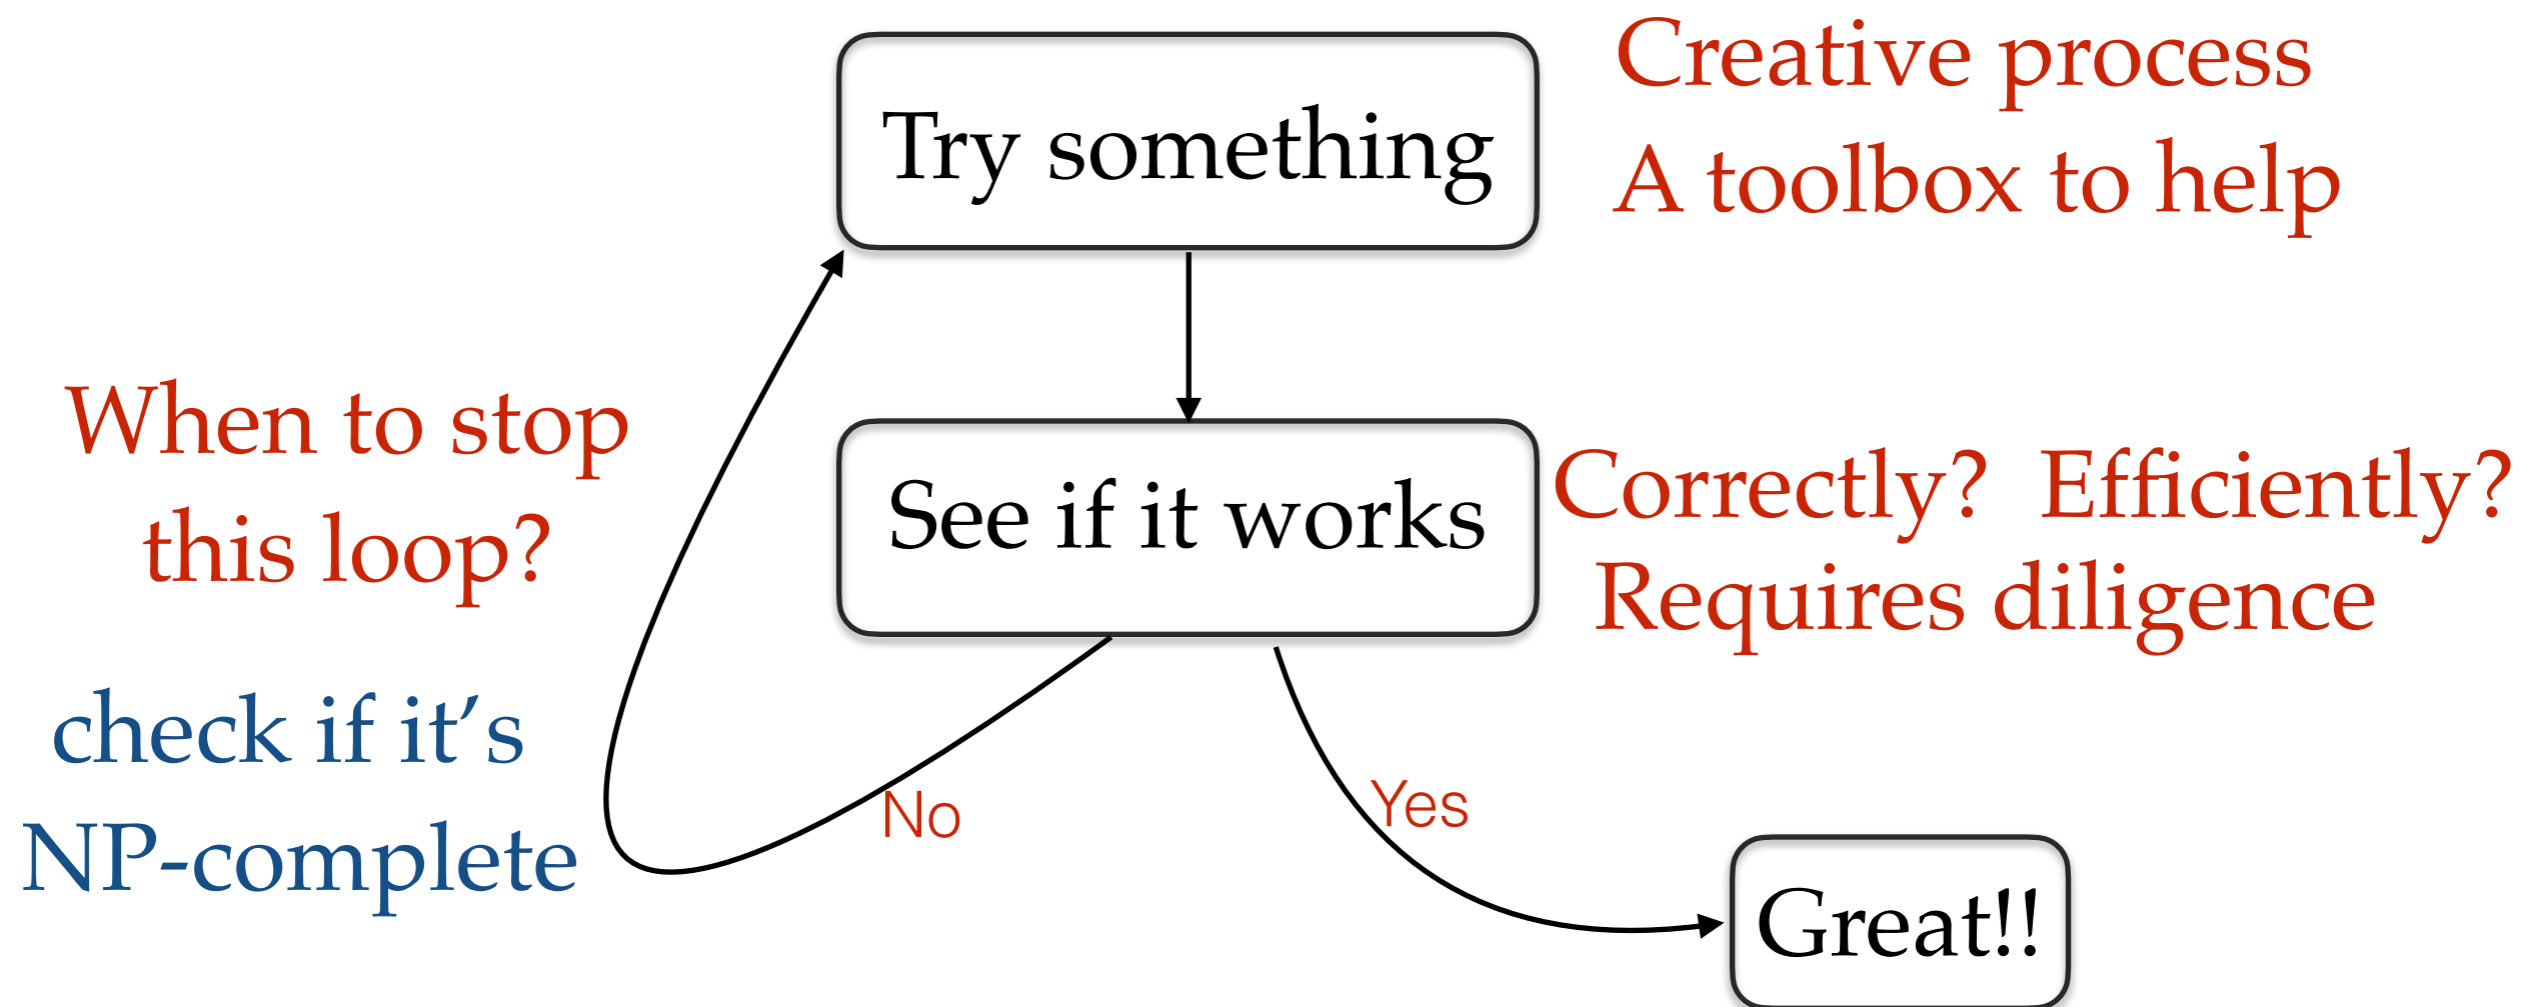 Creative process
A toolbox to help
Try something
When to stop
this loop?
See if it works
Correctly? Efficiently?
Requires diligence
check if it’s
NP-complete
No
Yes
Great!!